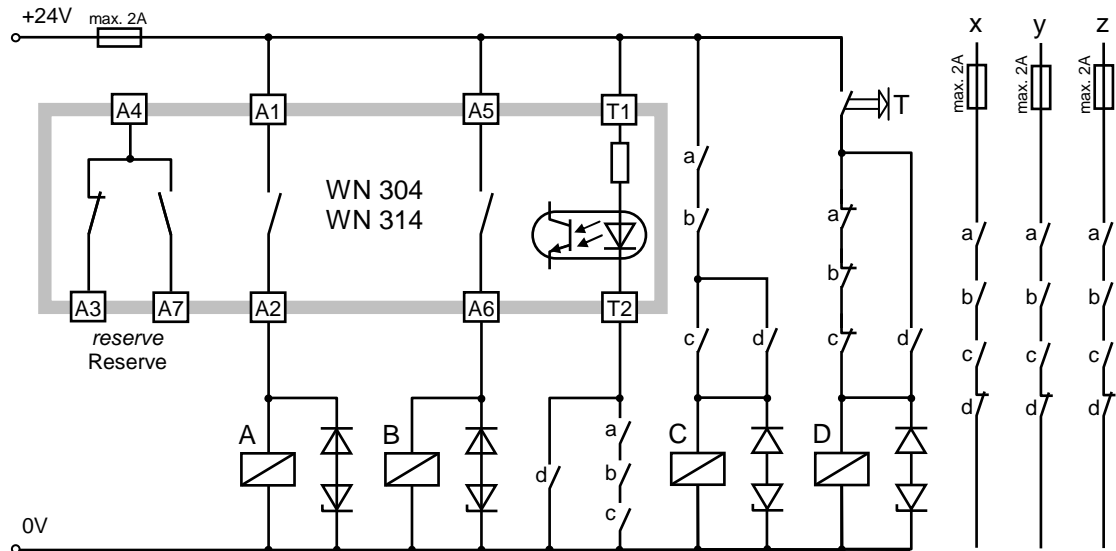 +24V
max. 2A
x y z
max. 2A max. 2A max. 2A
A4 A1 A5 T1
T
WN 304
WN 314
a
b
a
b
A3 A7 A2 A6 T2
reserve
Reserve
c d c d
a a a
b b b
c c c
d d d
A B C D
d
a
b
c
0V